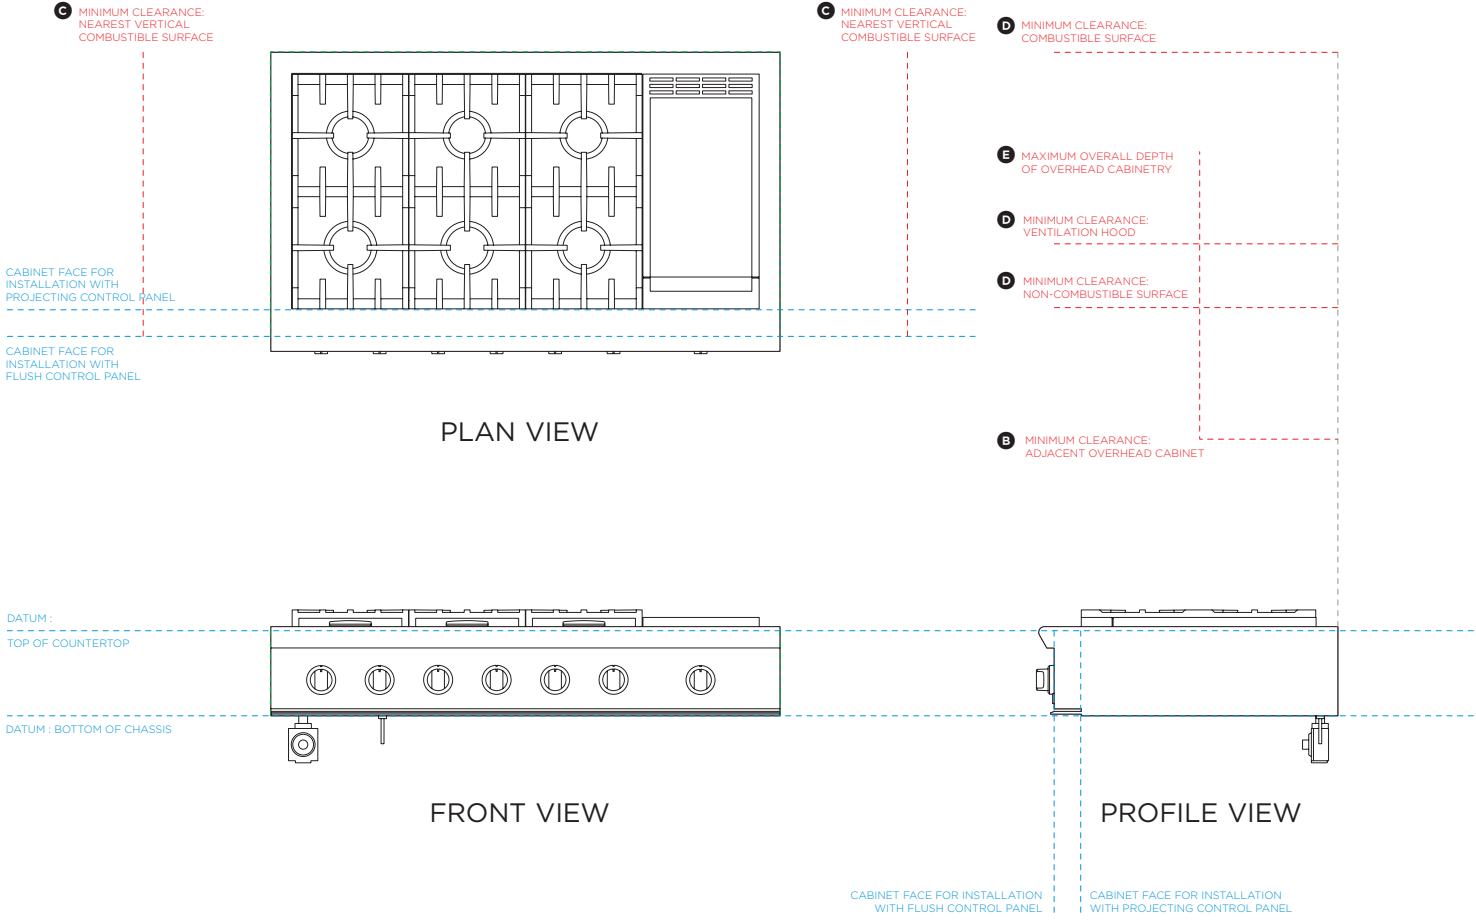 C MINIMUM CLEARANCE:
NEAREST VERTICAL
COMBUSTIBLE SURFACE
C MINIMUM CLEARANCE:
NEAREST VERTICAL
COMBUSTIBLE SURFACE
D MINIMUM CLEARANCE:
COMBUSTIBLE SURFACE
E MAXIMUM OVERALL DEPTH
OF OVERHEAD CABINETRY
D MINIMUM CLEARANCE:
VENTILATION HOOD
D MINIMUM CLEARANCE:
NON-COMBUSTIBLE SURFACE
B MINIMUM CLEARANCE:
ADJACENT OVERHEAD CABINET
CABINET FACE FOR
INSTALLATION WITH
PROJECTING CONTROL PANEL
CABINET FACE FOR
INSTALLATION WITH
FLUSH CONTROL PANEL
PLAN VIEW
DATUM :
TOP OF COUNTERTOP
DATUM : BOTTOM OF CHASSIS
FRONT VIEW
PROFILE VIEW
CABINET FACE FOR INSTALLATION
WITH FLUSH CONTROL PANEL
CABINET FACE FOR INSTALLATION
WITH PROJECTING CONTROL PANEL